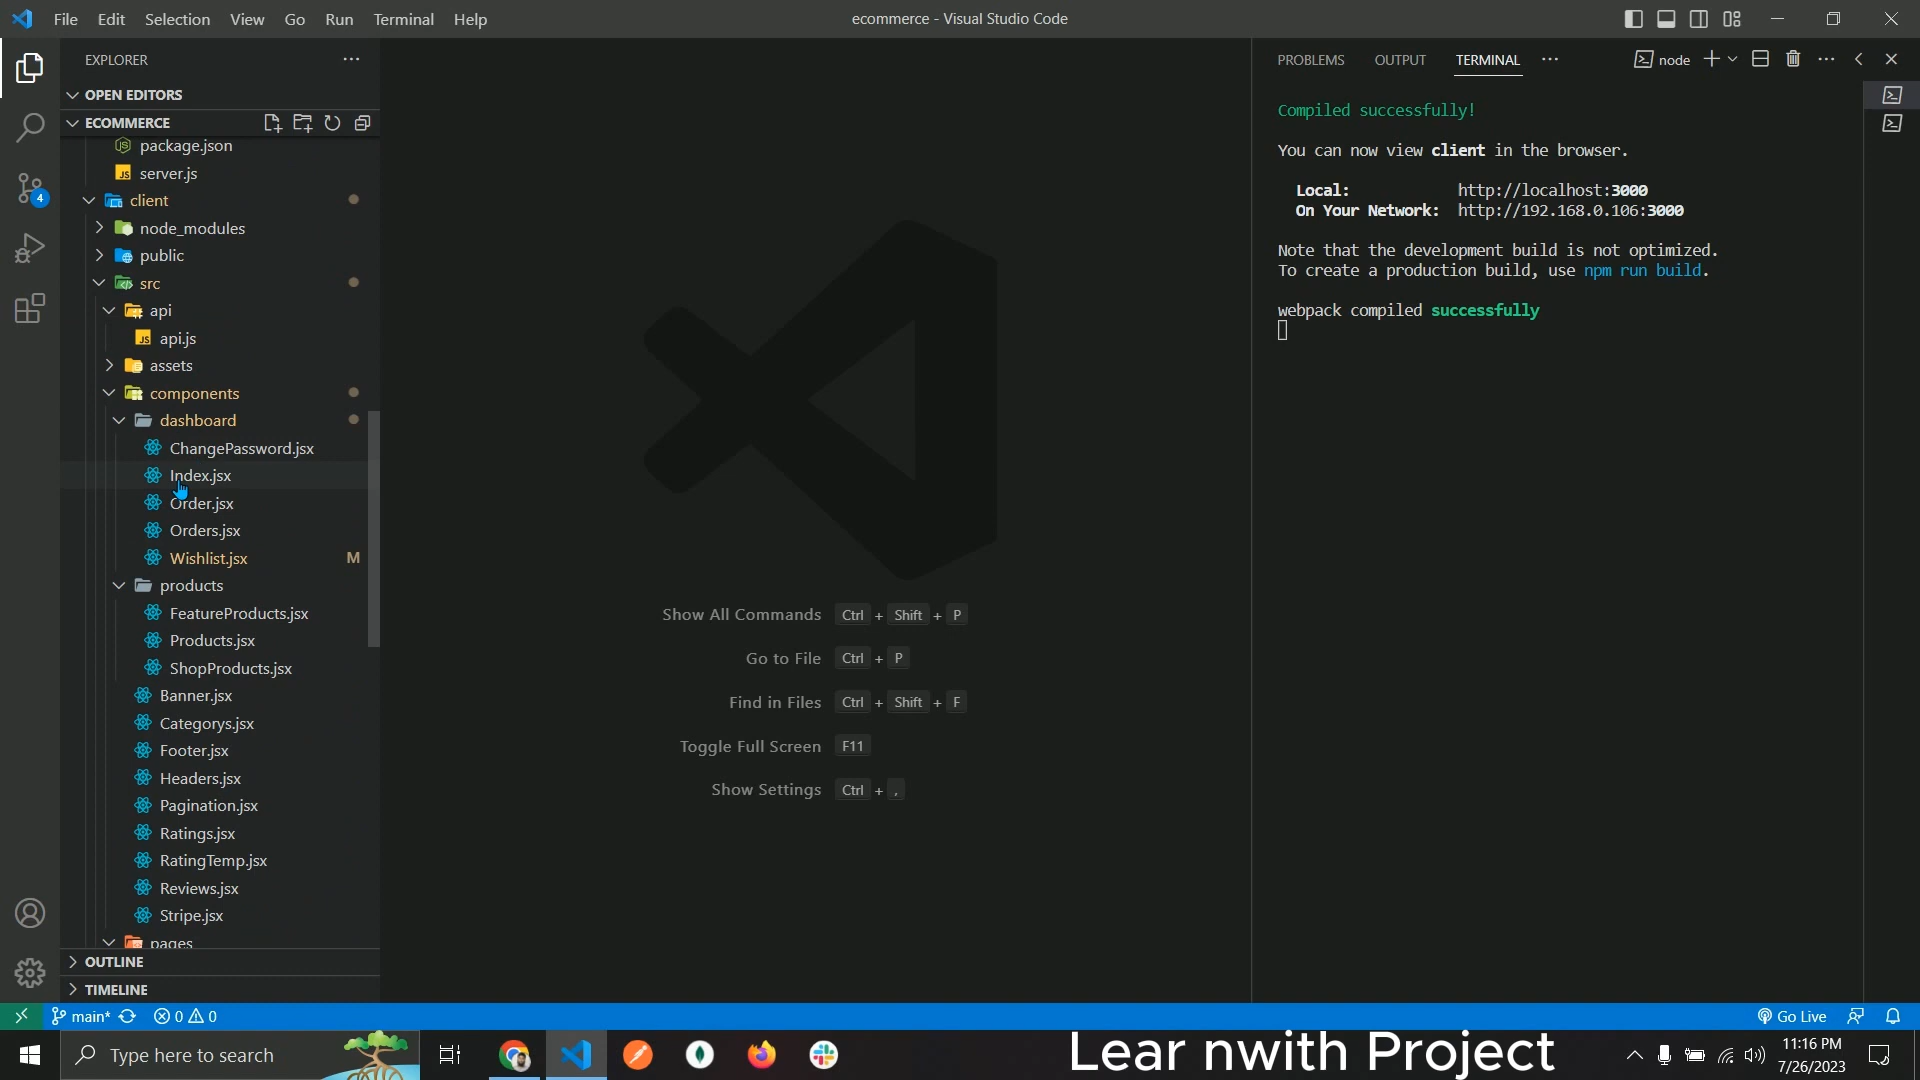 File Edit Selection View Go Run Terminal Help
ecommerce - Visual Studio Code
EXPLORER
OPEN EDITORS
ECOMMERCE
package.json
server.js
client
node_modules
public
src
api
api.js
assets
components
dashboard
ChangePassword.jsx
Index.jsx
Order.jsx
Orders.jsx
Wishlist.jsx M
products
FeatureProducts.jsx
Products.jsx
ShopProducts.jsx
Banner.jsx
Categorys.jsx
Footer.jsx
Headers.jsx
Pagination.jsx
Ratings.jsx
RatingTemp.jsx
Reviews.jsx
Stripe.jsx
pages
OUTLINE
TIMELINE
4
Show All Commands Ctrl + Shift + P
Go to File Ctrl + P
Find in Files Ctrl + Shift + F
Toggle Full Screen F11
Show Settings Ctrl + ,
PROBLEMS OUTPUT TERMINAL
node
Compiled successfully!
You can now view client in the browser.
Local: http://localhost:3000
On Your Network: http://192.168.0.106:3000
Note that the development build is not optimized.
To create a production build, use npm run build.
webpack compiled successfully
main* 0 0
Go Live
Type here to search
Lear nwith Project
11:16 PM
7/26/2023